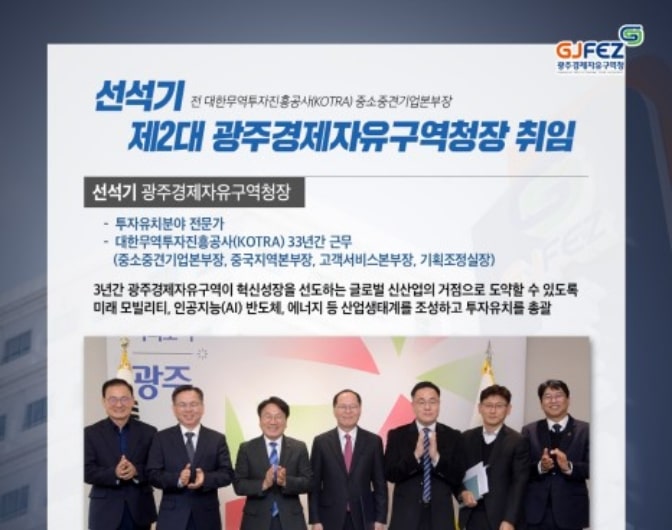 GJFEZ
광주경제자유구역청
선석기 전 대한무역투자진흥공사(KOTRA) 중소중견기업본부장
제2대 광주경제자유구역청장 취임
선석기 광주경제자유구역청장
- 투자유치분야 전문가
- 대한무역투자진흥공사(KOTRA) 33년간 근무
(중소중견기업본부장, 중국지역본부장, 고객서비스본부장, 기획조정실장)
3년간 광주경제자유구역이 혁신성장을 선도하는 글로벌 신산업의 거점으로 도약할 수 있도록
미래 모빌리티, 인공지능(AI) 반도체, 에너지 등 산업생태계를 조성하고 투자유치를 총괄
광주